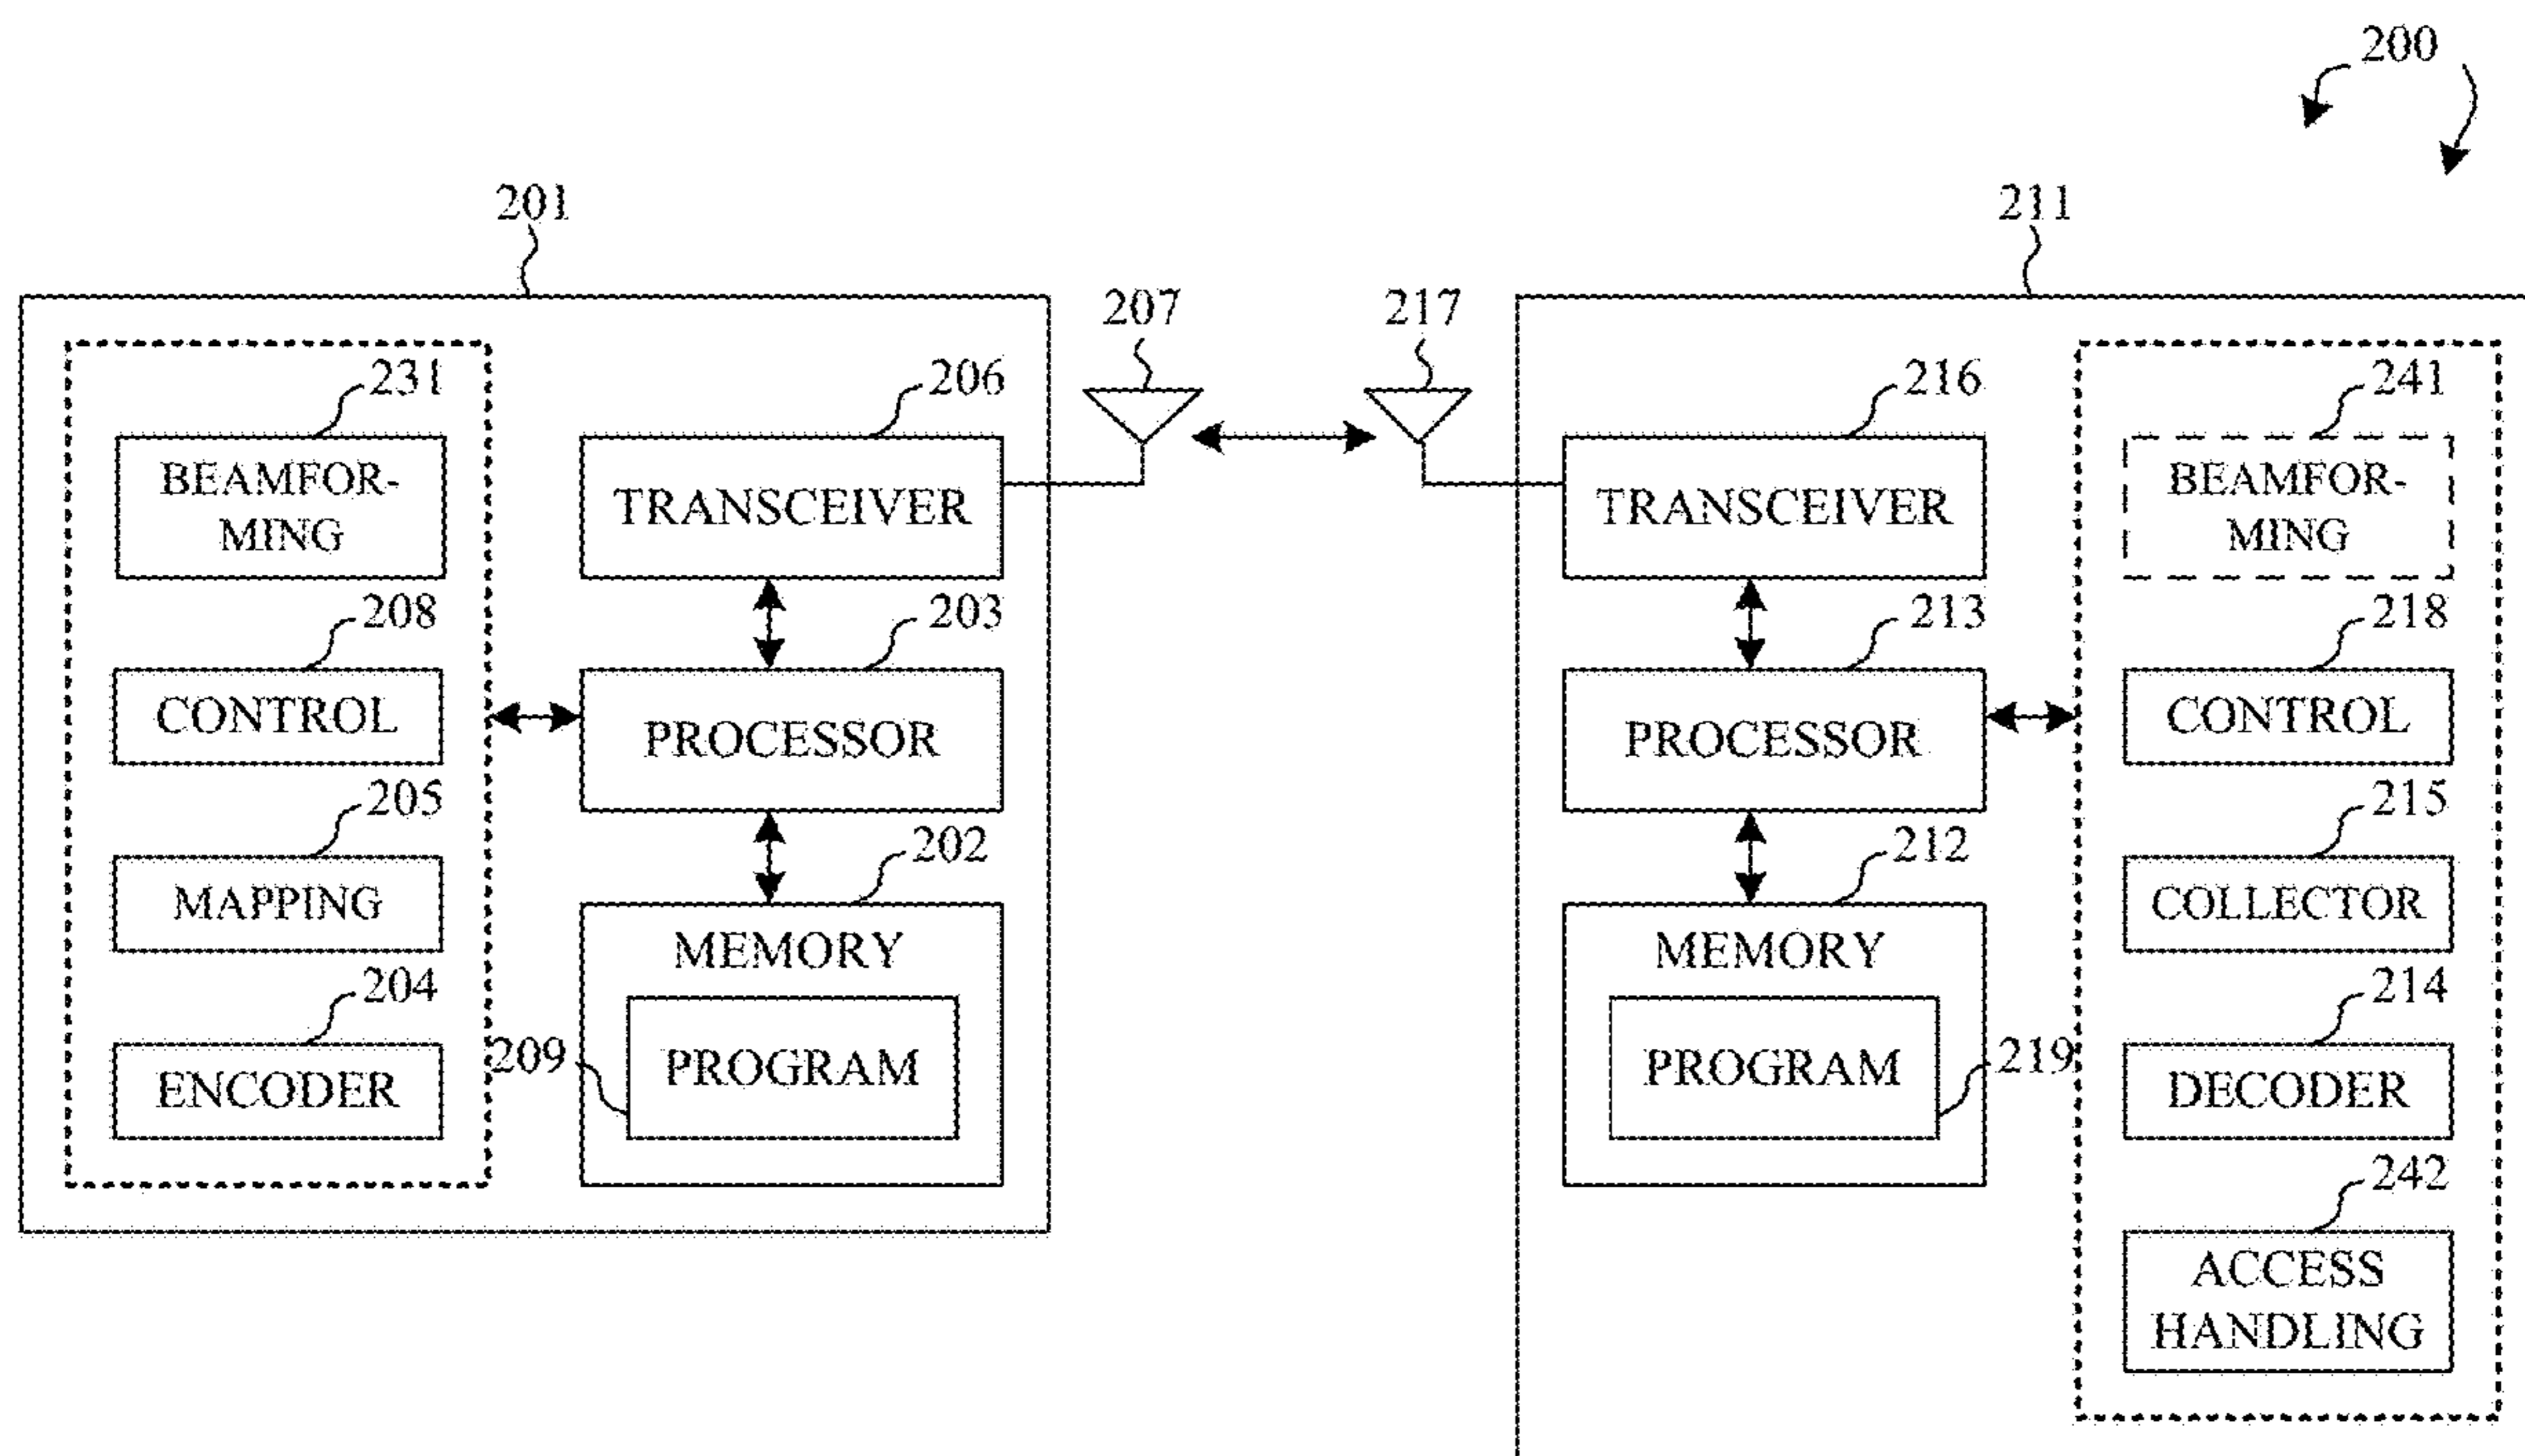 200
201
211
207
217
231
206
216
241
BEAMFOR-
MING
TRANSCEIVER
TRANSCEIVER
BEAMFOR-
MING
208
203
213
218
CONTROL
PROCESSOR
PROCESSOR
CONTROL
205
202
212
215
MAPPING
MEMORY
MEMORY
COLLECTOR
204
214
209
219
ENCODER
PROGRAM
PROGRAM
DECODER
242
ACCESS
HANDLING